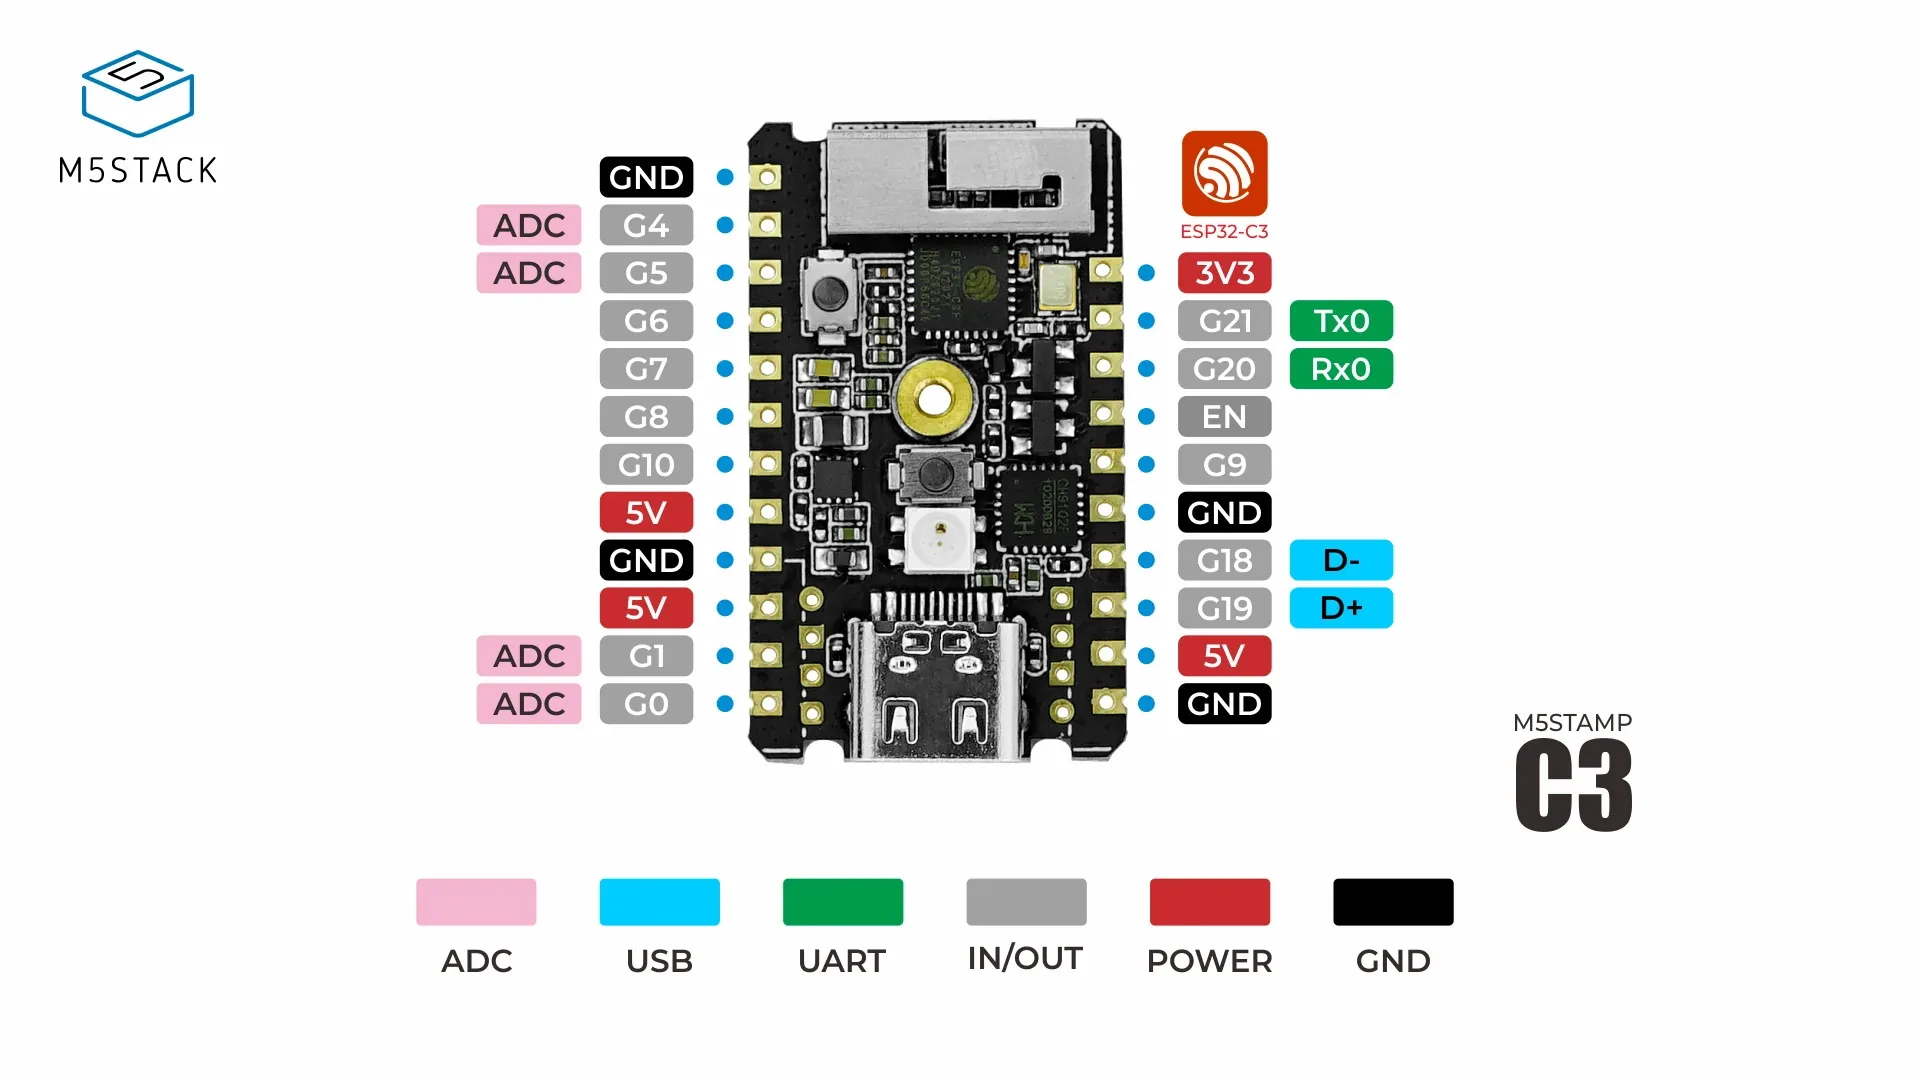 M5STACK
GND
ADC G4
ADC G5
G6
G7
G8
G10
5V
GND
5V
ADC G1
ADC G0
ESP32-C3
3V3
G21 Tx0
G20 Rx0
EN
G9
GND
G18 D-
G19 D+
5V
GND
CH9102F
M5STAMP
C3
ADC
USB
UART
IN/OUT
POWER
GND